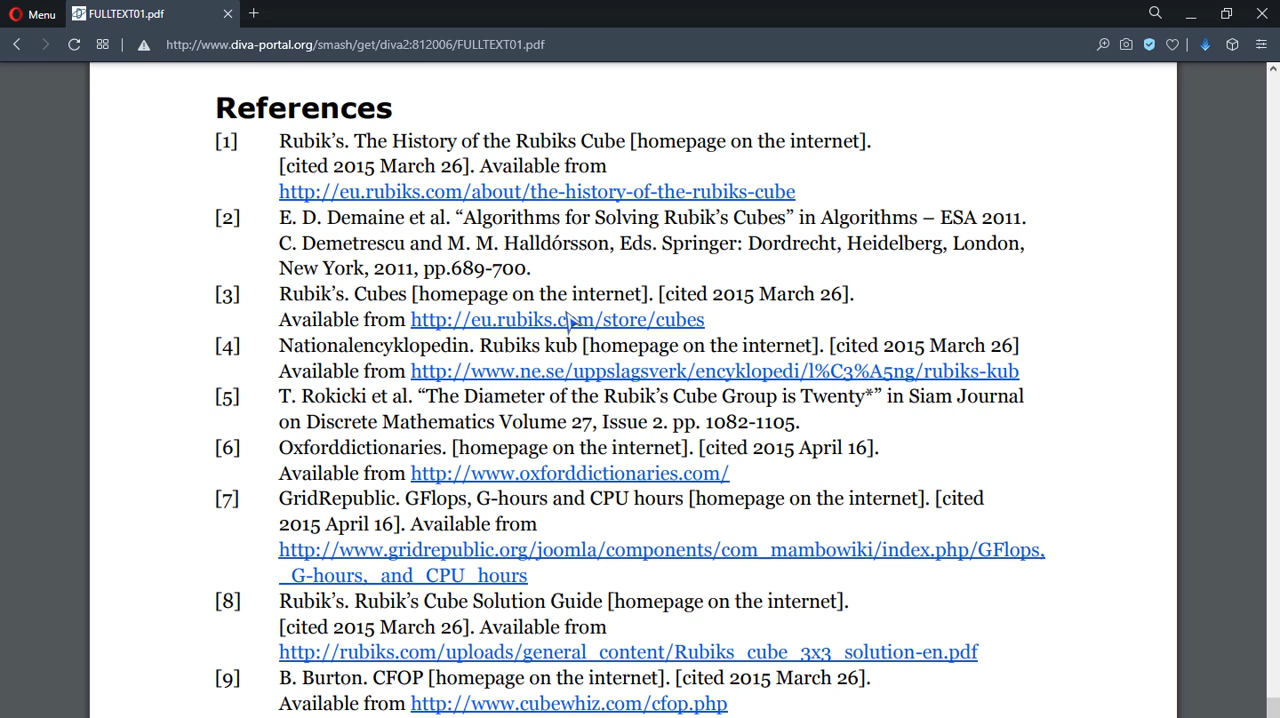 Menu
FULLTEXT01.pdf
http://www.diva-portal.org/smash/get/diva2:812006/FULLTEXT01.pdf
References
[1] Rubik’s. The History of the Rubiks Cube [homepage on the internet].
[cited 2015 March 26]. Available from
http://eu.rubiks.com/about/the-history-of-the-rubiks-cube
[2] E. D. Demaine et al. “Algorithms for Solving Rubik’s Cubes” in Algorithms – ESA 2011.
C. Demetrescu and M. M. Halldórsson, Eds. Springer: Dordrecht, Heidelberg, London,
New York, 2011, pp.689-700.
[3] Rubik’s. Cubes [homepage on the internet]. [cited 2015 March 26].
Available from http://eu.rubiks.com/store/cubes
[4] Nationalencyklopedin. Rubiks kub [homepage on the internet]. [cited 2015 March 26]
Available from http://www.ne.se/uppslagsverk/encyklopedi/l%C3%A5ng/rubiks-kub
[5] T. Rokicki et al. “The Diameter of the Rubik’s Cube Group is Twenty*” in Siam Journal
on Discrete Mathematics Volume 27, Issue 2. pp. 1082-1105.
[6] Oxforddictionaries. [homepage on the internet]. [cited 2015 April 16].
Available from http://www.oxforddictionaries.com/
[7] GridRepublic. GFlops, G-hours and CPU hours [homepage on the internet]. [cited
2015 April 16]. Available from
http://www.gridrepublic.org/joomla/components/com_mambowiki/index.php/GFlops,
_G-hours,_and_CPU_hours
[8] Rubik’s. Rubik’s Cube Solution Guide [homepage on the internet].
[cited 2015 March 26]. Available from
http://rubiks.com/uploads/general_content/Rubiks_cube_3x3_solution-en.pdf
[9] B. Burton. CFOP [homepage on the internet]. [cited 2015 March 26].
Available from http://www.cubewhiz.com/cfop.php